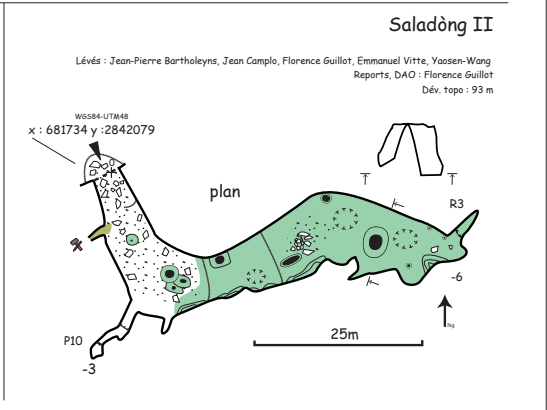 Saladòng II
Lévés : Jean-Pierre Bartholeyns, Jean Camplo, Florence Guillot, Emmanuel Vitte, Yaosen-Wang
Reports, DAO : Florence Guillot
Dév. topo : 93 m
WGS84-UTM48
x : 681734 y :2842079
plan
R3
-6
Ng
25m
P10
-3